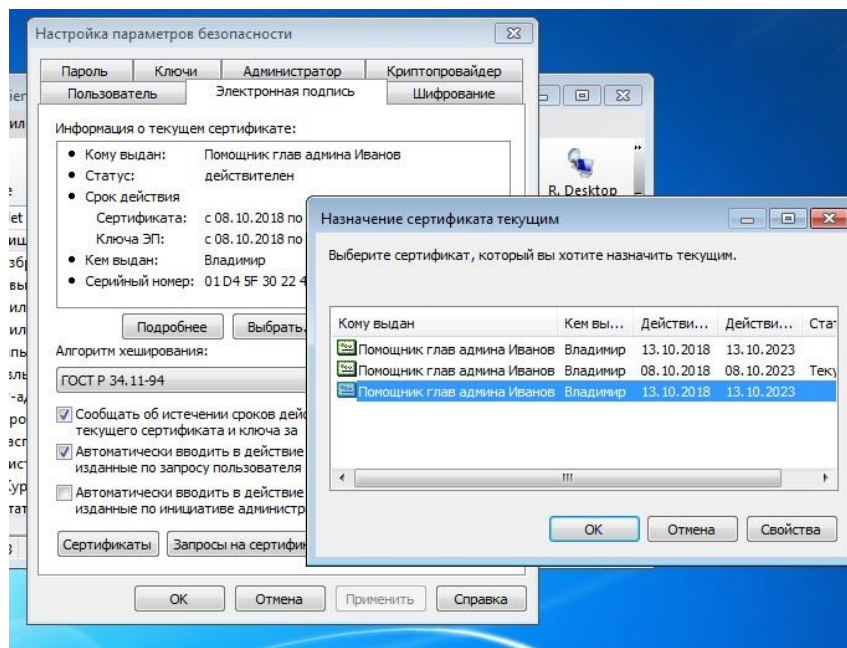 Настройка параметров безопасности
Пароль
Ключи
Администратор
Криптопровайдер
Пользователь
Электронная подпись
Шифрование
Информация о текущем сертификате:
Кому выдан: Помощник глав админа Иванов
Статус: действителен
Срок действия
Сертификата: с 08.10.2018 по
Ключа ЭП: с 08.10.2018 по
Кем выдан: Владимир
Серийный номер: 01 D4 5F 30 22 4
Подробнее
Выбрать.
Алгоритм хеширования:
ГОСТ Р 34.11-94
Сообщать об истечении сроков дейс
текущего сертификата и ключа за
Автоматически вводить в действие
изданные по запросу пользователя
Автоматически вводить в действие
изданные по инициативе администр
Сертификаты
Запросы на сертифик
ОК
Отмена
Применить
Справка
R. Desktop
Назначение сертификата текущим
Выберите сертификат, который вы хотите назначить текущим.
Кому выдан Кем вы... Действи... Действи... Стат
Помощник глав админа Иванов Владимир 13.10.2018 13.10.2023
Помощник глав админа Иванов Владимир 08.10.2018 08.10.2023 Теку
Помощник глав админа Иванов Владимир 13.10.2018 13.10.2023
ОК
Отмена
Свойства